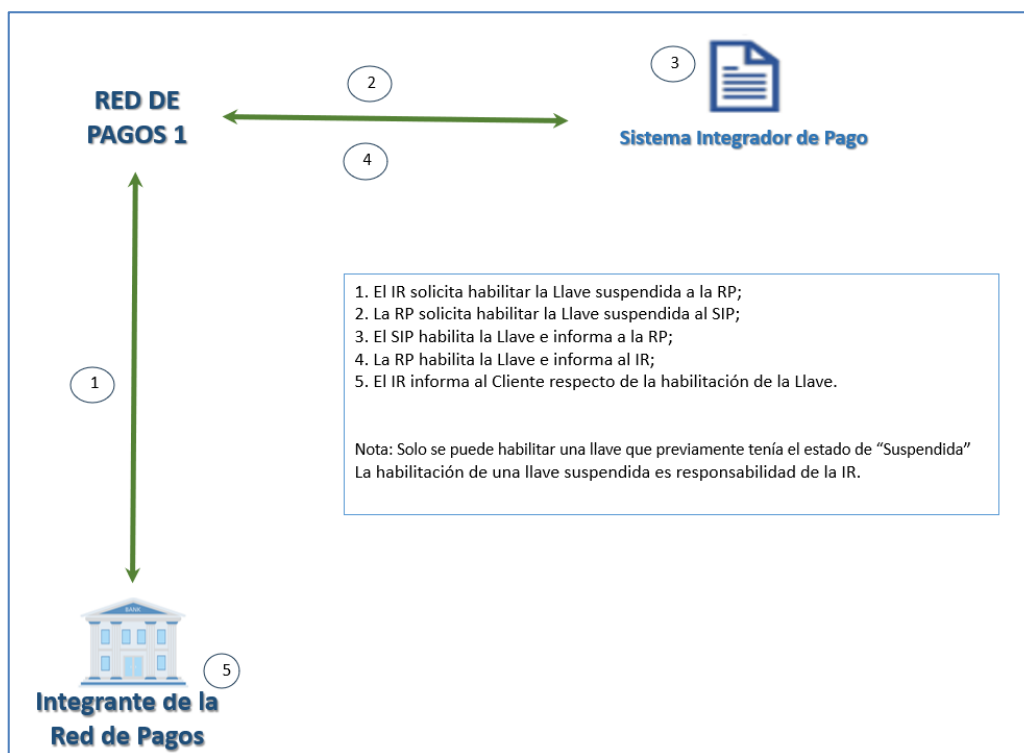 3
2
RED DE
PAGOS 1
Sistema Integrador de Pago
4
1. El IR solicita habilitar la Llave suspendida a la RP;
2. La RP solicita habilitar la Llave suspendida al SIP;
3. El SIP habilita la Llave e informa a la RP;
4. La RP habilita la Llave e informa al IR;
1
5. El IR informa al Cliente respecto de la habilitación de la Llave.
Nota: Solo se puede habilitar una llave que previamente tenía el estado de “Suspendida”
La habilitación de una llave suspendida es responsabilidad de la IR.
BANK
5
Integrante de la
Red de Pagos